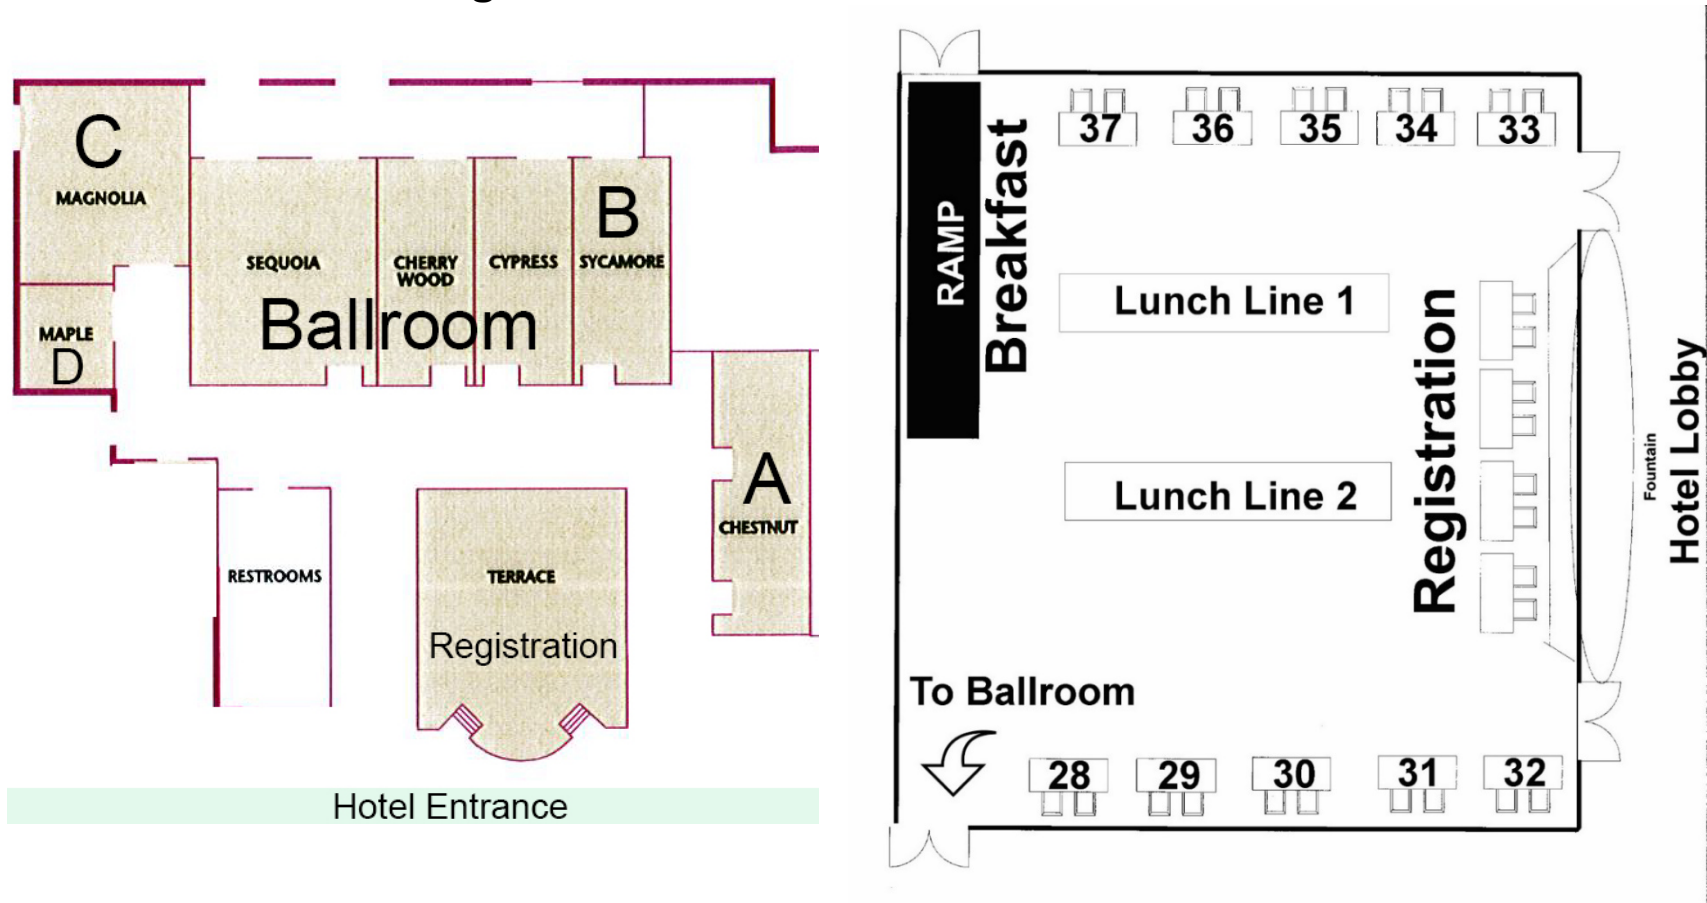 g
C
MAGNOLIA
MAPLE
D
SEQUOIA
CHERRY
WOOD
CYPRESS
B
SYCAMORE
Ballroom
A
CHESTNUT
RESTROOMS
TERRACE
Registration
Hotel Entrance
37
36
35
34
33
RAMP
Breakfast
Lunch Line 1
Lunch Line 2
Registration
Fountain
Hotel Lobby
To Ballroom
28
29
30
31
32